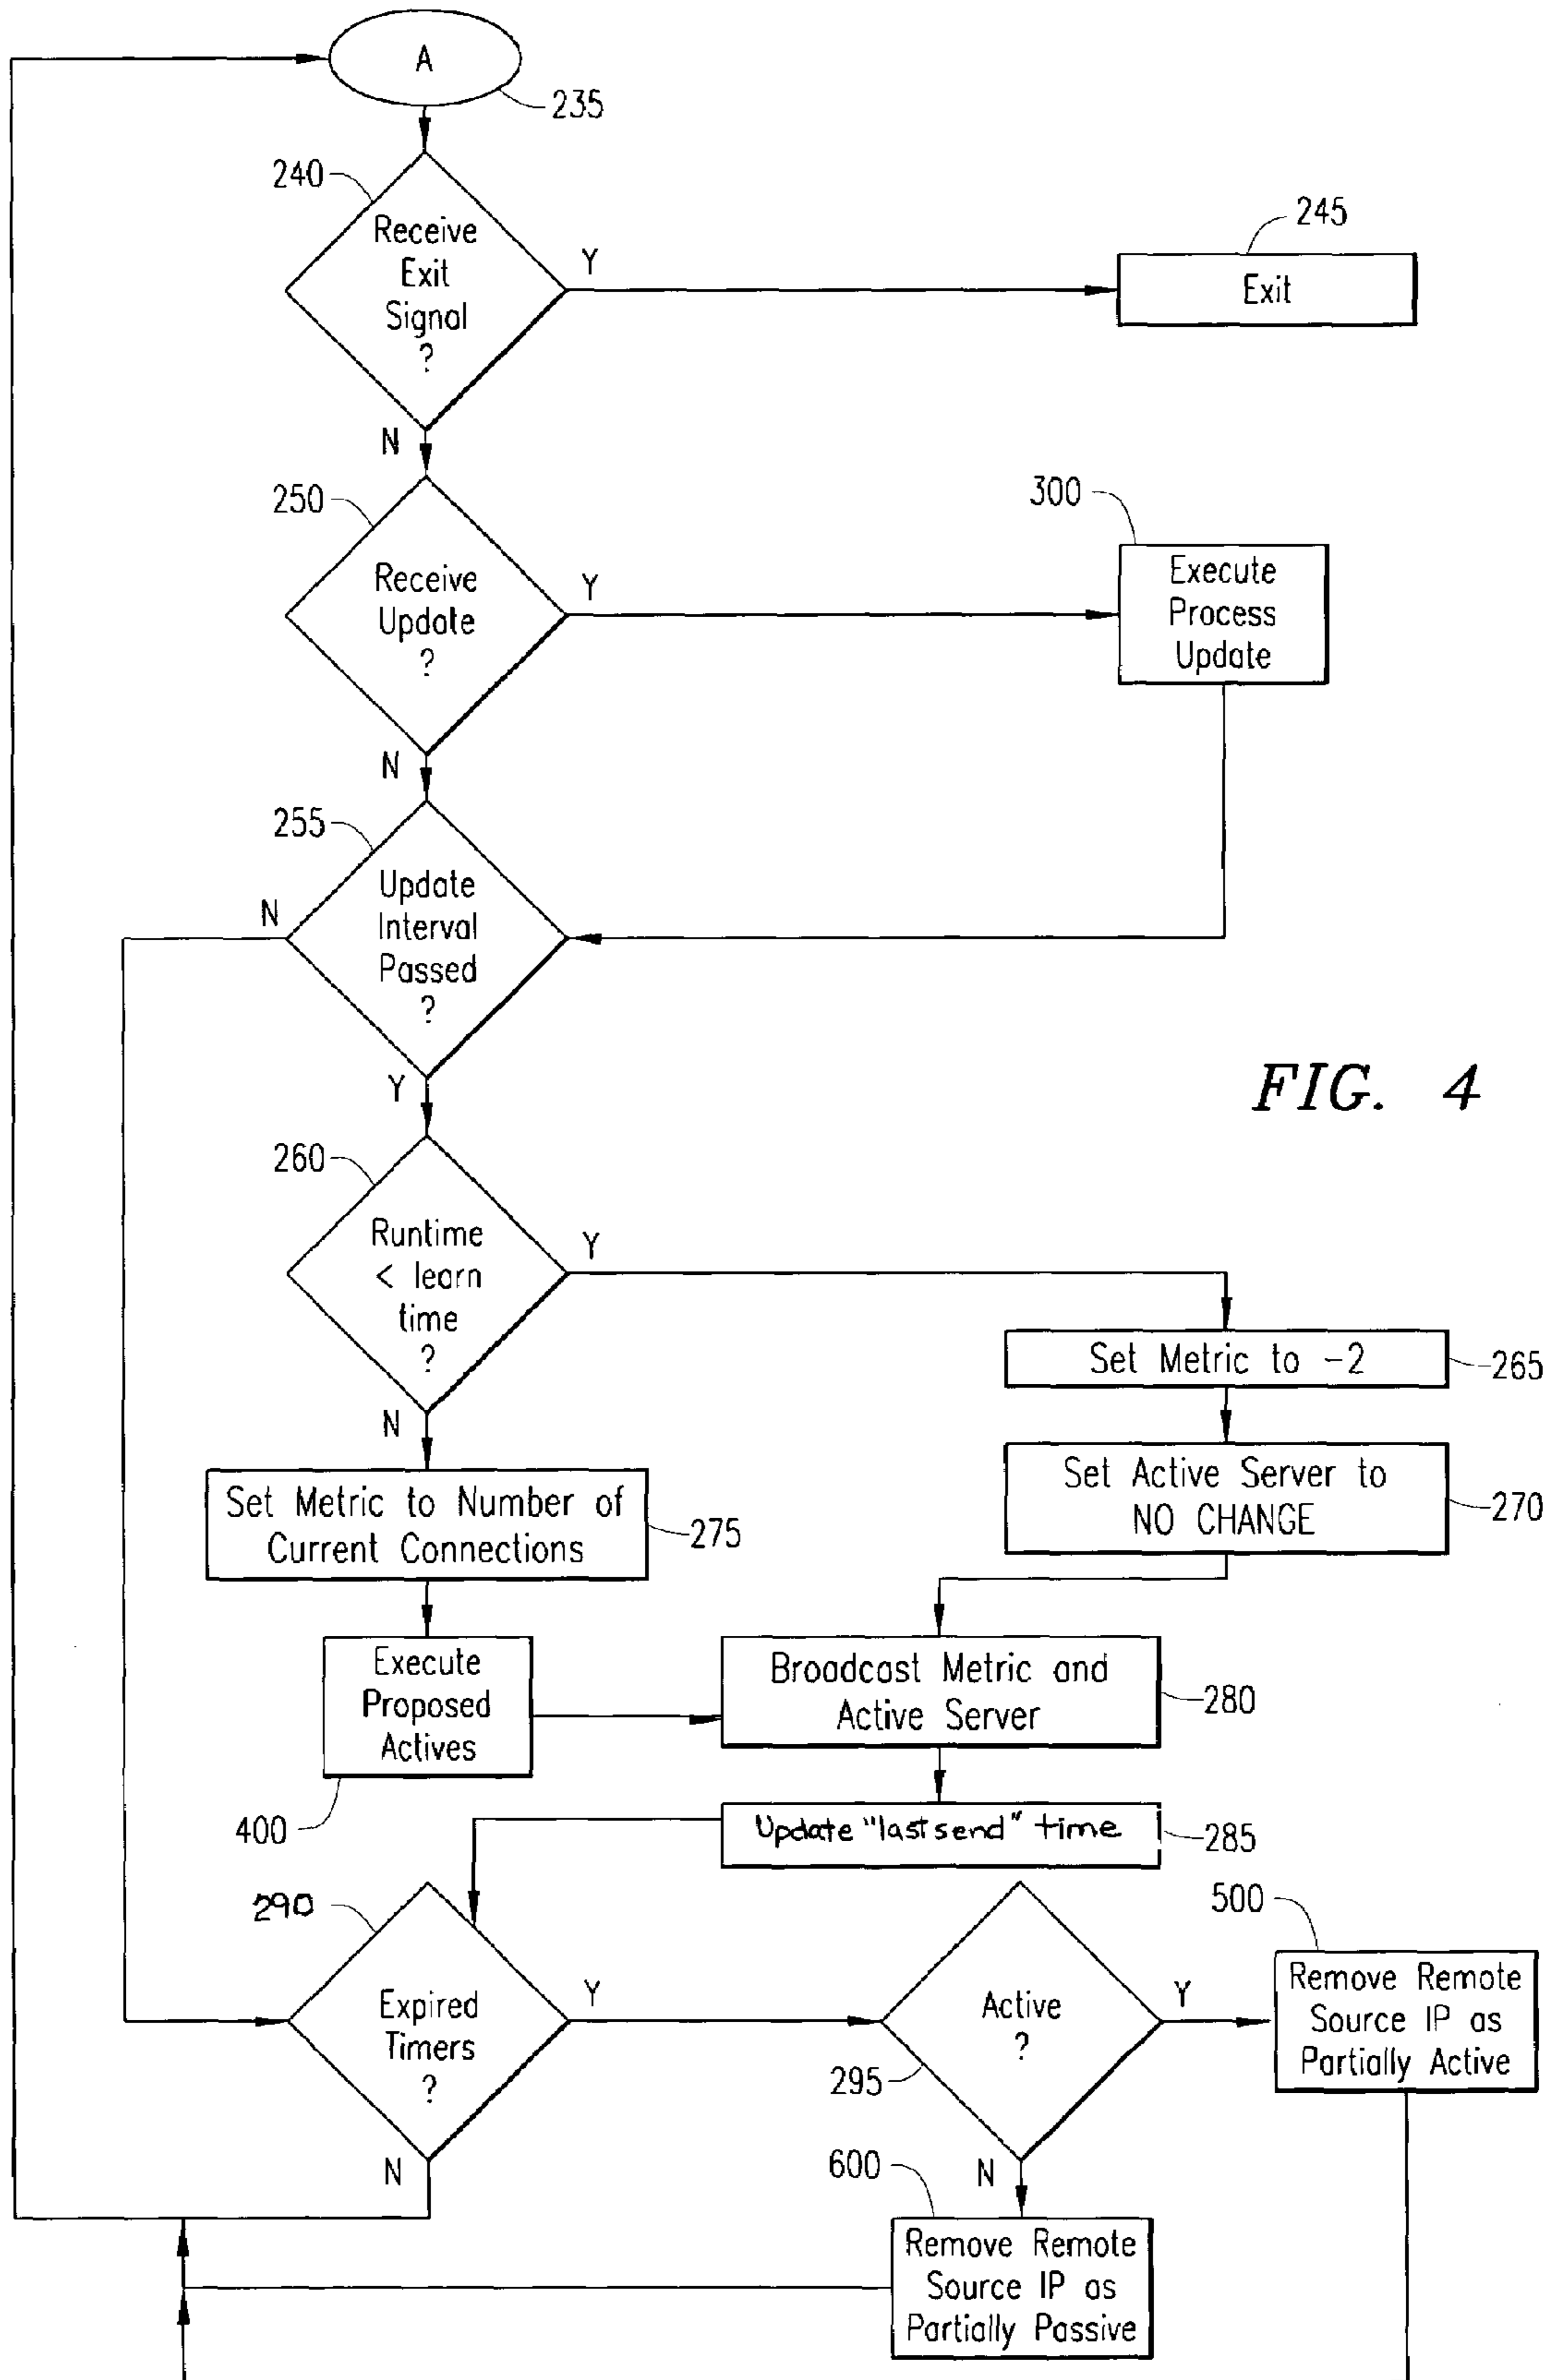 A
235
240
Receive
Exit
Signal
?
Y
245
Exit
N
250
Receive
Update
?
Y
300
Execute
Process
Update
N
255
Update
Interval
Passed
?
N
Y
FIG. 4
260
Runtime
< learn
time
?
Y
N
Set Metric to -2
265
Set Active Server to
NO CHANGE
270
Set Metric to Number of
Current Connections
275
Execute
Proposed
Actives
400
Broadcast Metric and
Active Server
280
Update "last send" time
285
290
Expired
Timers
?
Y
N
Active
?
295
Y
N
500
Remove Remote
Source IP as
Partially Active
600
Remove Remote
Source IP as
Partially Passive